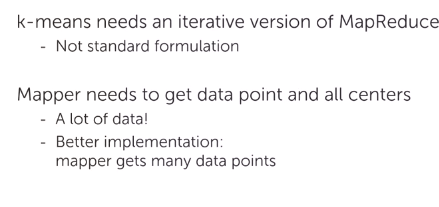 k-means needs an iterative version of MapReduce
- Not standard formulation
Mapper needs to get data point and all centers
- A lot of data!
- Better implementation:
mapper gets many data points